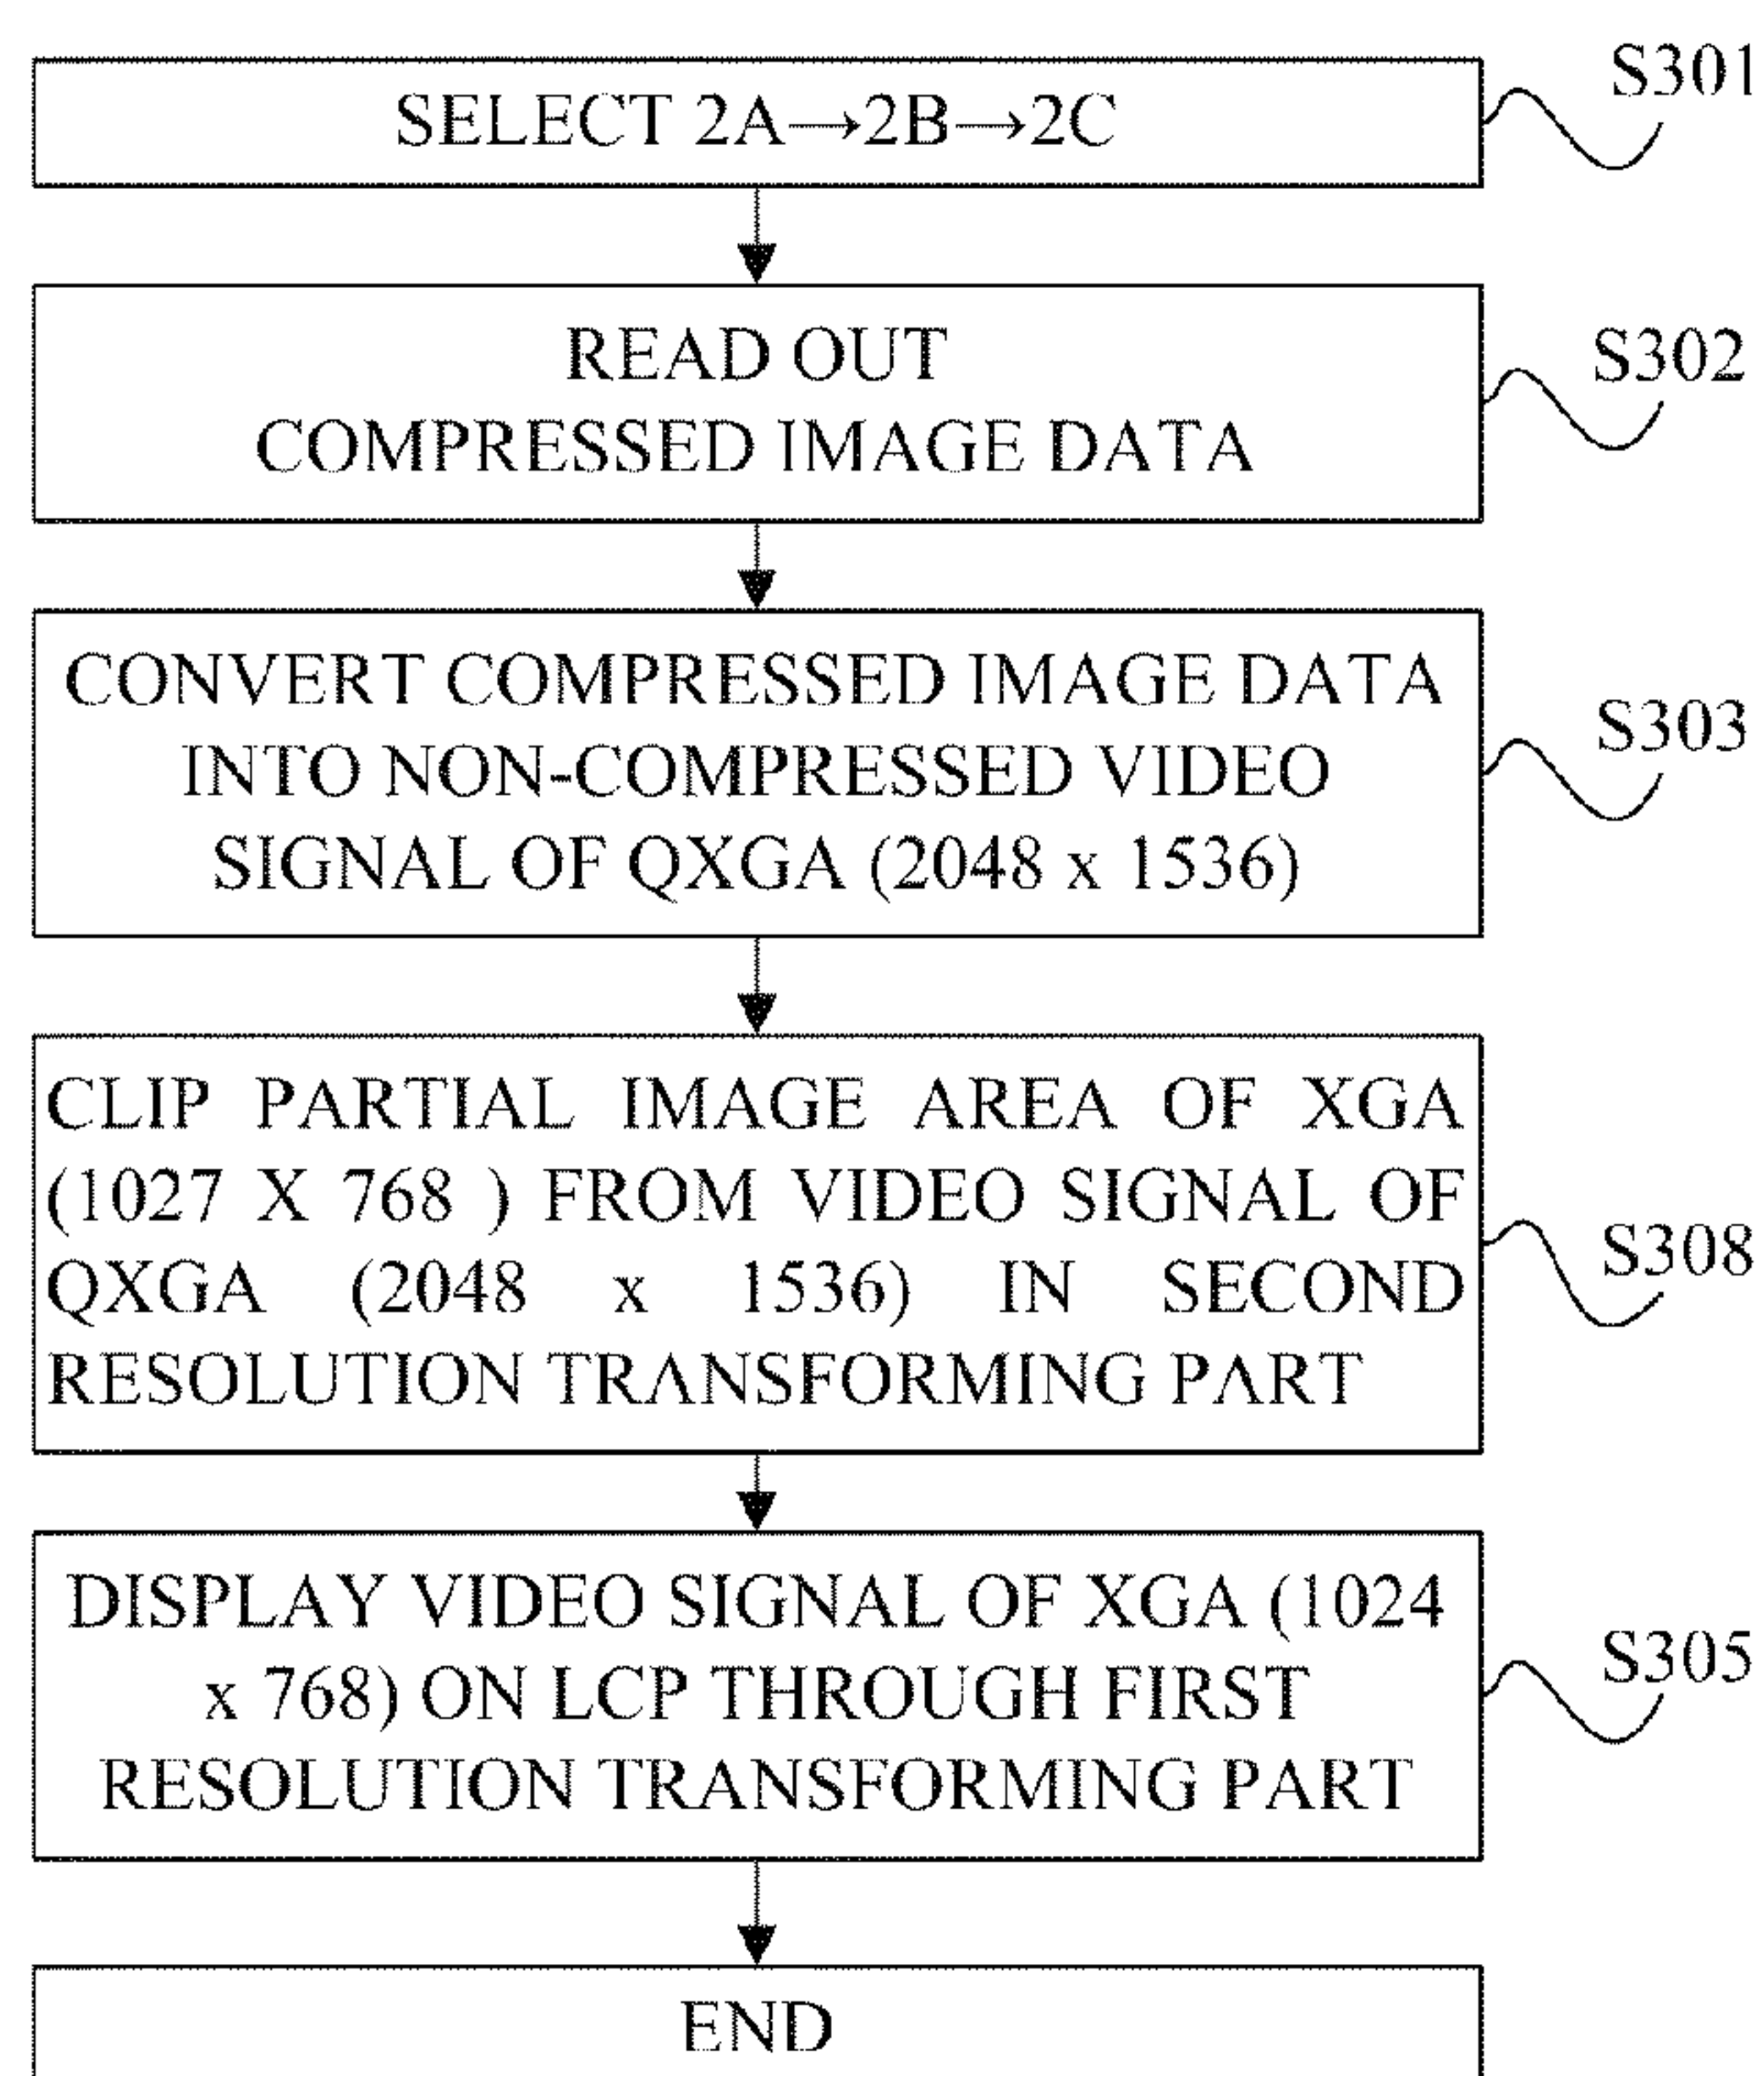 SELECT 2A→2B→2C
S301
READ OUT
COMPRESSED IMAGE DATA
S302
CONVERT COMPRESSED IMAGE DATA
INTO NON-COMPRESSED VIDEO
SIGNAL OF QXGA (2048 x 1536)
S303
CLIP PARTIAL IMAGE AREA OF XGA
(1027 X 768 ) FROM VIDEO SIGNAL OF
QXGA (2048 x 1536) IN SECOND
RESOLUTION TRANSFORMING PART
S308
DISPLAY VIDEO SIGNAL OF XGA (1024
x 768) ON LCP THROUGH FIRST
RESOLUTION TRANSFORMING PART
S305
END